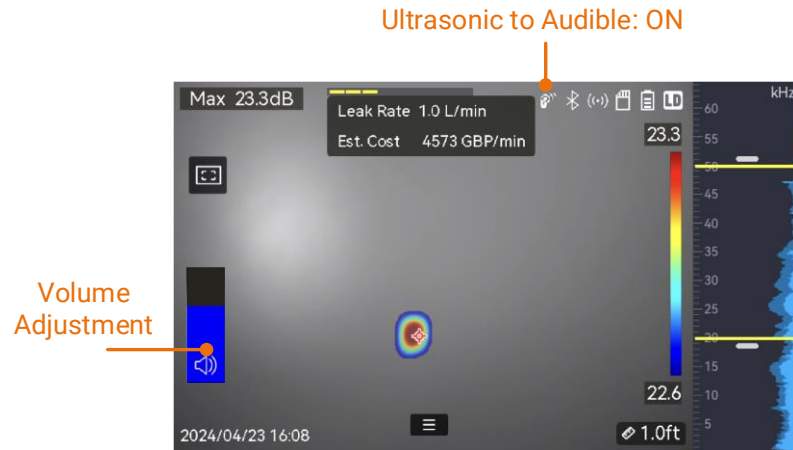 Ultrasonic to Audible: ON
Max 23.3dB
Leak Rate 1.0 L/min
Est. Cost 4573 GBP/min
kHz
60
55
50
45
40
35
30
25
20
15
10
5
23.3
22.6
Volume
Adjustment
2024/04/23 16:08
1.0ft